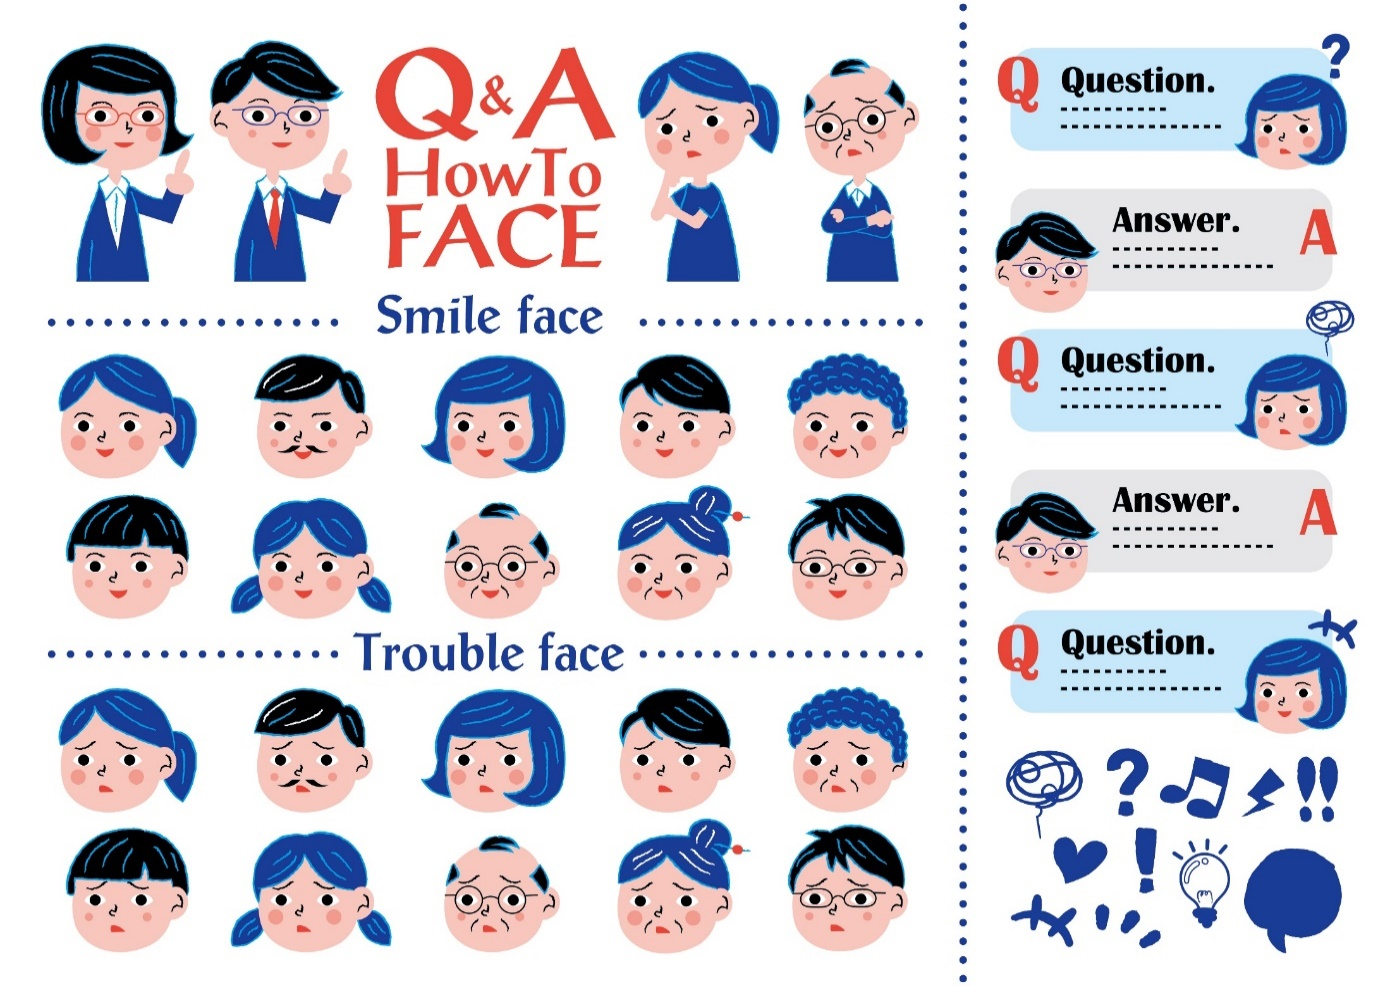 Q&A
HowTo
FACE
Smile face
Trouble face
Q Question.
Answer. A
Q Question.
Answer. A
Q Question.